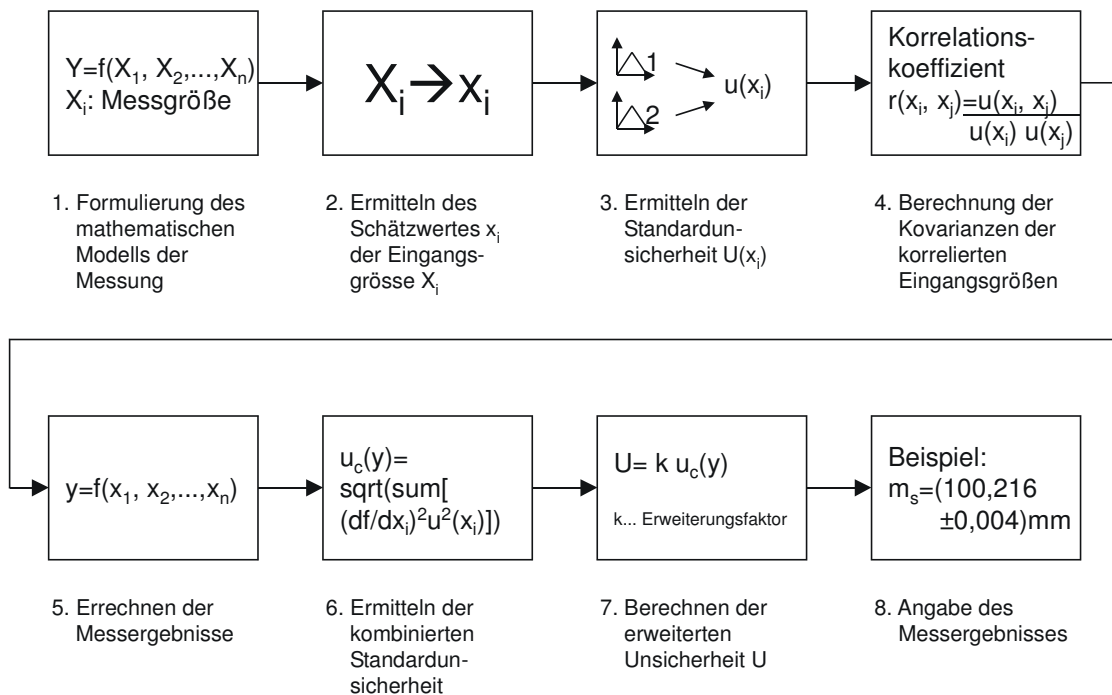 Y=f(X₁, X₂,...,Xₙ)
Xᵢ: Messgröße
1. Formulierung des
mathematischen
Modells der
Messung
Xᵢ→xᵢ
2. Ermitteln des
Schätzwertes xᵢ
der Eingangs-
grösse Xᵢ
1
2
u(xᵢ)
3. Ermitteln der
Standardun-
sicherheit U(xᵢ)
Korrelations-
koeffizient
r(xᵢ, xⱼ)=u(xᵢ, xⱼ)
u(xᵢ) u(xⱼ)
4. Berechnung der
Kovarianzen der
korrelierten
Eingangsgrößen
y=f(x₁, x₂,...,xₙ)
5. Errechnen der
Messergebnisse
u꜀(y)=
sqrt(sum[
(df/dxᵢ)²u²(xᵢ)])
6. Ermitteln der
kombinierten
Standardun-
sicherheit
U= k u꜀(y)
k... Erweiterungsfaktor
7. Berechnen der
erweiterten
Unsicherheit U
Beispiel:
mₛ=(100,216
±0,004)mm
8. Angabe des
Messergebnisses